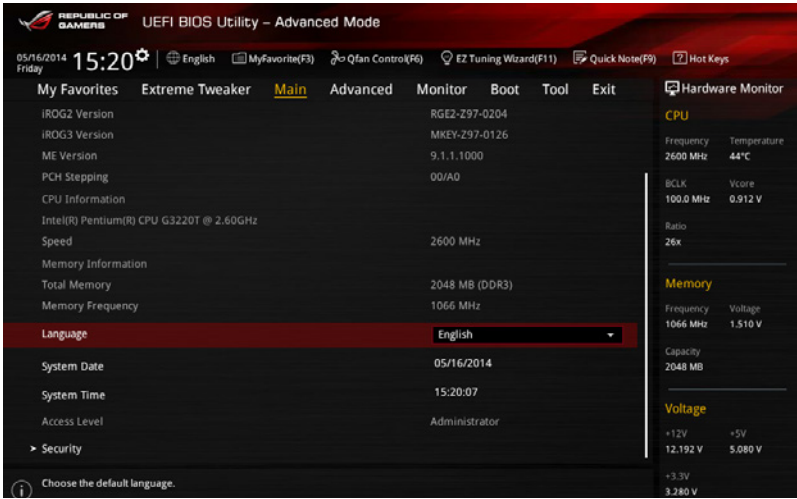 REPUBLIC OF
GAMERS
UEFI BIOS Utility – Advanced Mode
05/16/2014
Friday
15:20
English
MyFavorite(F3)
Qfan Control(F6)
EZ Tuning Wizard(F11)
Quick Note(F9)
? Hot Keys
My Favorites Extreme Tweaker Main Advanced Monitor Boot Tool Exit
Hardware Monitor
iROG2 Version RGE2-Z97-0204
iROG3 Version MKEY-Z97-0126
ME Version 9.1.1.1000
PCH Stepping 00/A0
CPU Information
Intel(R) Pentium(R) CPU G3220T @ 2.60GHz
Speed 2600 MHz
Memory Information
Total Memory 2048 MB (DDR3)
Memory Frequency 1066 MHz
Language English
System Date 05/16/2014
System Time 15:20:07
Access Level Administrator
> Security
i Choose the default language.
CPU
Frequency Temperature
2600 MHz 44°C
BCLK Vcore
100.0 MHz 0.912 V
Ratio
26x
Memory
Frequency Voltage
1066 MHz 1.510 V
Capacity
2048 MB
Voltage
+12V +5V
12.192 V 5.080 V
+3.3V
3.280 V